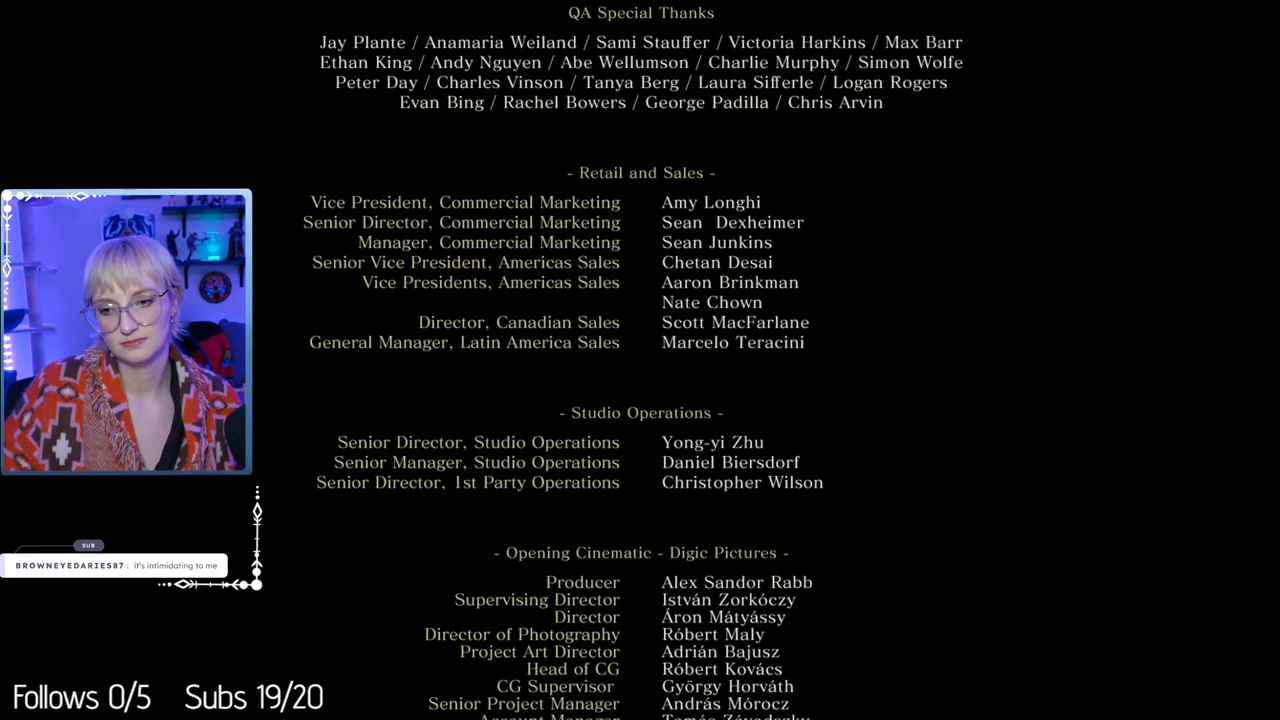 QA Special Thanks
Jay Plante / Anamaria Weiland / Sami Stauffer / Victoria Harkins / Max Barr
Ethan King / Andy Nguyen / Abe Wellumson / Charlie Murphy / Simon Wolfe
Peter Day / Charles Vinson / Tanya Berg / Laura Sifferle / Logan Rogers
Evan Bing / Rachel Bowers / George Padilla / Chris Arvin
- Retail and Sales -
Vice President, Commercial Marketing Amy Longhi
Senior Director, Commercial Marketing Sean Dexheimer
Manager, Commercial Marketing Sean Junkins
Senior Vice President, Americas Sales Chetan Desai
Vice Presidents, Americas Sales Aaron Brinkman
Nate Chown
Director, Canadian Sales Scott MacFarlane
General Manager, Latin America Sales Marcelo Teracini
- Studio Operations -
Senior Director, Studio Operations Yong-yi Zhu
Senior Manager, Studio Operations Daniel Biersdorf
Senior Director, 1st Party Operations Christopher Wilson
- Opening Cinematic - Digic Pictures -
Producer Alex Sandor Rabb
Supervising Director István Zorkóczy
Director Áron Mátyássy
Director of Photography Róbert Maly
Project Art Director Adrián Bajusz
Head of CG Róbert Kovács
CG Supervisor György Horváth
Senior Project Manager András Mórocz
SUB
BROWNEYEDARIES87 : it's intimidating to me
Follows 0/5 Subs 19/20